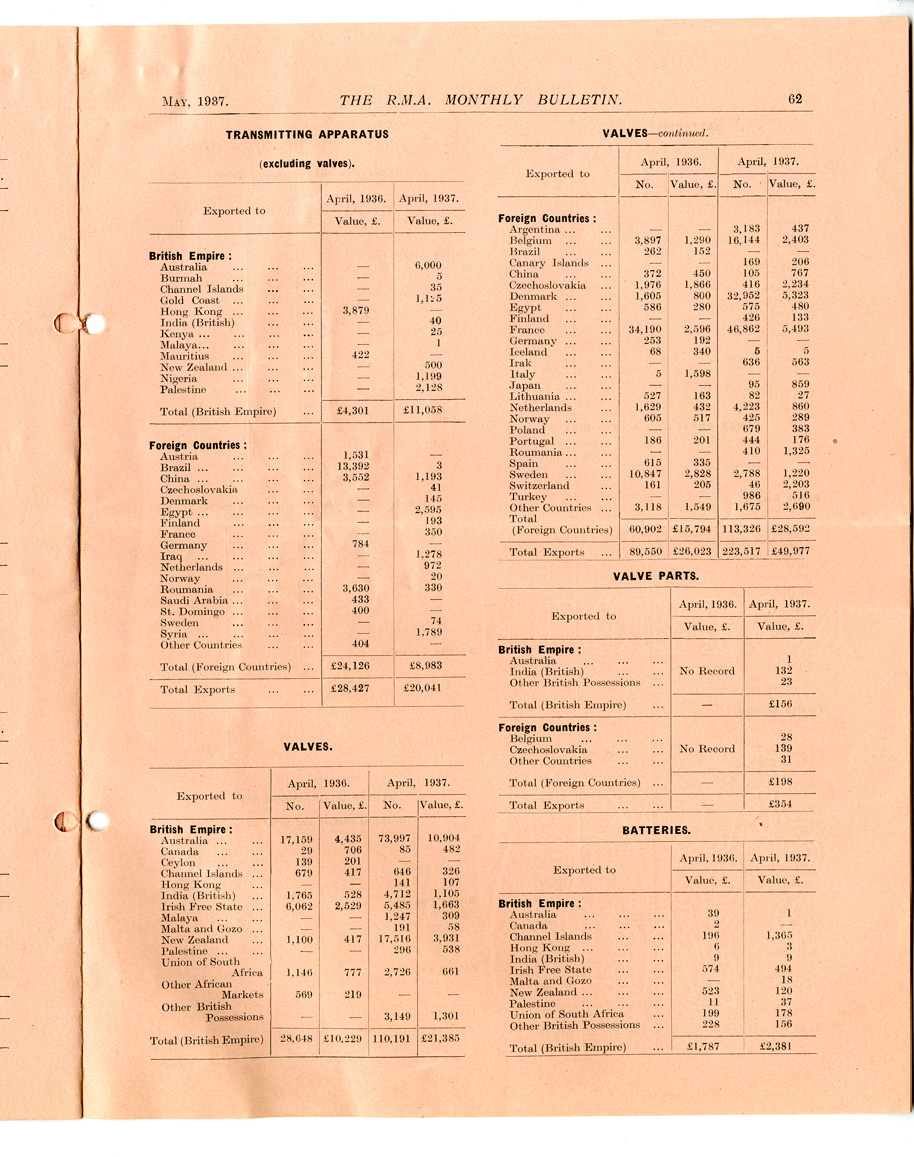 MAY, 1937. THE R.M.A. MONTHLY BULLETIN. 62
TRANSMITTING APPARATUS
(excluding valves).
Exported to April, 1936. April, 1937.
Value, £. Value, £.
British Empire :
Australia ... ... ... — 6,000
Burmah ... ... ... — 5
Channel Islands ... ... — 35
Gold Coast ... ... ... — 1,125
Hong Kong ... ... ... 3,879
India (British) ... ... — 40
Kenya ... ... ... ... — 25
Malaya... ... ... ... — 1
Mauritius ... ... ... 422 —
New Zealand ... ... ... — 500
Nigeria ... ... ... — 1,199
Palestine ... ... ... — 2,128
Total (British Empire) ... £4,301 £11,058
Foreign Countries :
Austria ... ... ... 1,531 —
Brazil ... ... ... ... 13,392 3
China ... ... ... ... 3,552 1,193
Czechoslovakia ... ... — 41
Denmark ... ... ... — 145
Egypt ... ... ... ... — 2,595
Finland ... ... ... — 193
France ... ... ... — 350
Germany ... ... ... 784 —
Iraq ... ... ... ... — 1,278
Netherlands ... ... ... — 972
Norway ... ... ... — 20
Roumania ... ... ... 3,630 330
Saudi Arabia ... ... ... 433 —
St. Domingo ... ... ... 400 —
Sweden ... ... ... — 74
Syria ... ... ... ... — 1,789
Other Countries ... ... 404 —
Total (Foreign Countries) ... £24,126 £8,983
Total Exports ... ... £28,427 £20,041
VALVES.
Exported to April, 1936. April, 1937.
No. Value, £. No. Value, £.
British Empire :
Australia ... ... 17,159 4,435 73,997 10,904
Canada ... ... 29 706 85 482
Ceylon ... ... 139 201 — —
Channel Islands ... 679 417 646 326
Hong Kong ... — — 141 107
India (British) ... 1,765 528 4,712 1,105
Irish Free State ... 6,062 2,529 5,485 1,663
Malaya ... ... — — 1,247 309
Malta and Gozo ... — — 191 58
New Zealand ... 1,100 417 17,516 3,931
Palestine ... ... — — 296 538
Union of South
Africa 1,146 777 2,726 661
Other African
Markets 569 219 — —
Other British
Possessions — — 3,149 1,301
Total (British Empire) 28,648 £10,229 110,191 £21,385
VALVES—continued.
Exported to April, 1936. April, 1937.
No. Value, £. No. Value, £.
Foreign Countries :
Argentina ... ... — — 3,183 437
Belgium ... ... 3,897 1,290 16,144 2,403
Brazil ... ... 262 152 — —
Canary Islands ... — — 169 206
China ... ... 372 450 105 767
Czechoslovakia ... 1,976 1,866 416 2,234
Denmark ... ... 1,605 800 32,952 5,323
Egypt ... ... 586 280 575 480
Finland ... ... — — 426 133
France ... ... 34,190 2,596 46,862 5,493
Germany ... ... 253 192 — —
Iceland ... ... 68 340 5 5
Irak ... ... — — 636 563
Italy ... ... 5 1,598 — —
Japan ... ... — — 95 859
Lithuania ... ... 527 163 82 27
Netherlands ... 1,629 432 4,223 860
Norway ... ... 605 517 425 289
Poland ... ... — — 679 383
Portugal ... ... 186 201 444 176
Roumania ... ... — — 410 1,325
Spain ... ... 615 335 — —
Sweden ... ... 10,847 2,828 2,788 1,220
Switzerland ... 161 205 46 2,203
Turkey ... ... — — 986 516
Other Countries ... 3,118 1,549 1,675 2,690
Total
(Foreign Countries) 60,902 £15,794 113,326 £28,592
Total Exports ... 89,550 £26,023 223,517 £49,977
VALVE PARTS.
Exported to April, 1936. April, 1937.
Value, £. Value, £.
British Empire :
Australia ... ... ... 1
India (British) ... ... No Record 132
Other British Possessions ... 23
Total (British Empire) ... — £156
Foreign Countries :
Belgium ... ... ... 28
Czechoslovakia ... ... No Record 139
Other Countries ... ... 31
Total (Foreign Countries) ... — £198
Total Exports ... ... — £354
BATTERIES.
Exported to April, 1936. April, 1937.
Value, £. Value, £.
British Empire :
Australia ... ... ... 39 1
Canada ... ... ... 2 —
Channel Islands ... ... 196 1,365
Hong Kong ... ... ... 6 3
India (British) ... ... 9 9
Irish Free State ... ... 574 494
Malta and Gozo ... ... — 18
New Zealand ... ... ... 523 120
Palestine ... ... ... 11 37
Union of South Africa ... 199 178
Other British Possessions ... 228 156
Total (British Empire) ... £1,787 £2,381